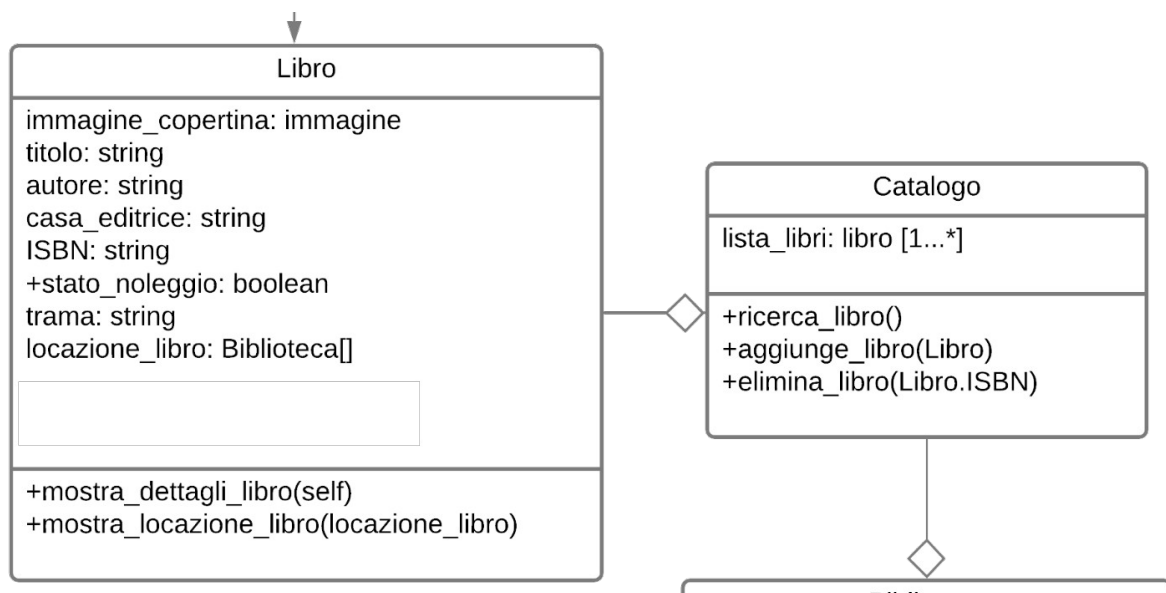 Libro
immagine_copertina: immagine
titolo: string
autore: string
casa_editrice: string
ISBN: string
+stato_noleggio: boolean
trama: string
locazione_libro: Biblioteca[]
+mostra_dettagli_libro(self)
+mostra_locazione_libro(locazione_libro)
Catalogo
lista_libri: libro [1...*]
+ricerca_libro()
+aggiunge_libro(Libro)
+elimina_libro(Libro.ISBN)